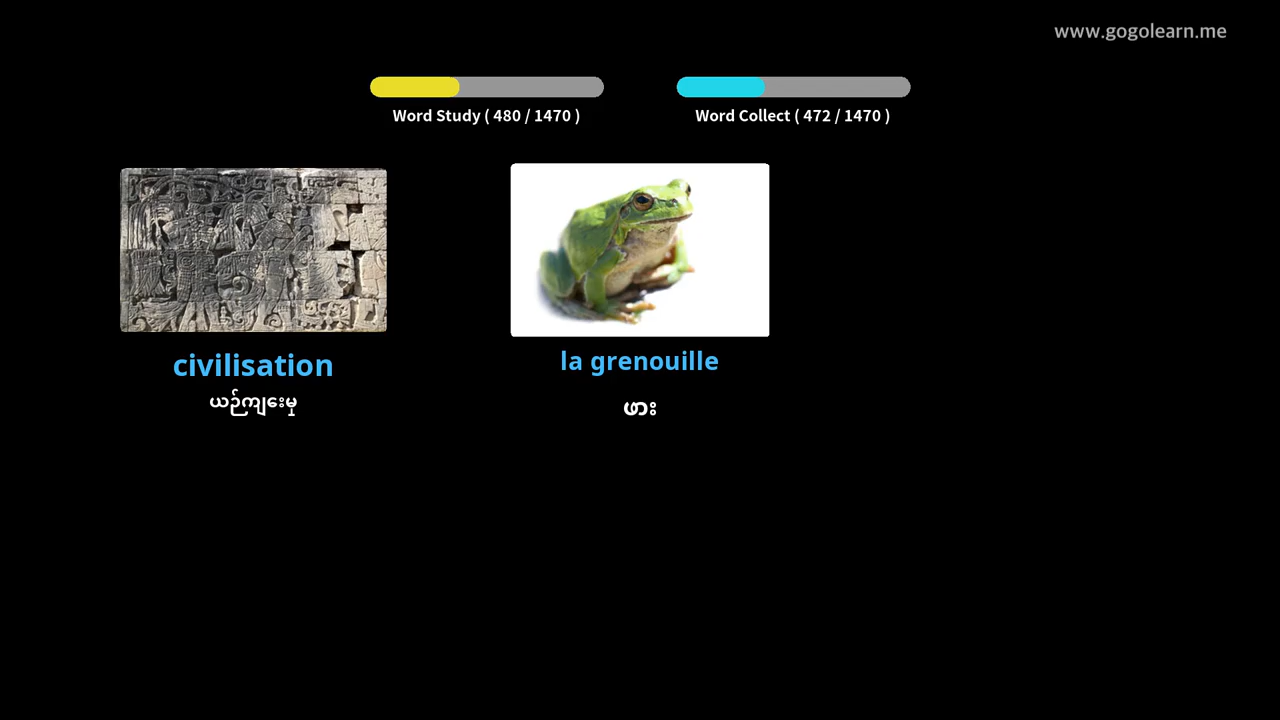 www.gogolearn.me
Word Study ( 480 / 1470 )
Word Collect ( 472 / 1470 )
civilisation
ယဉ်ကျေးမှု
la grenouille
ဖား